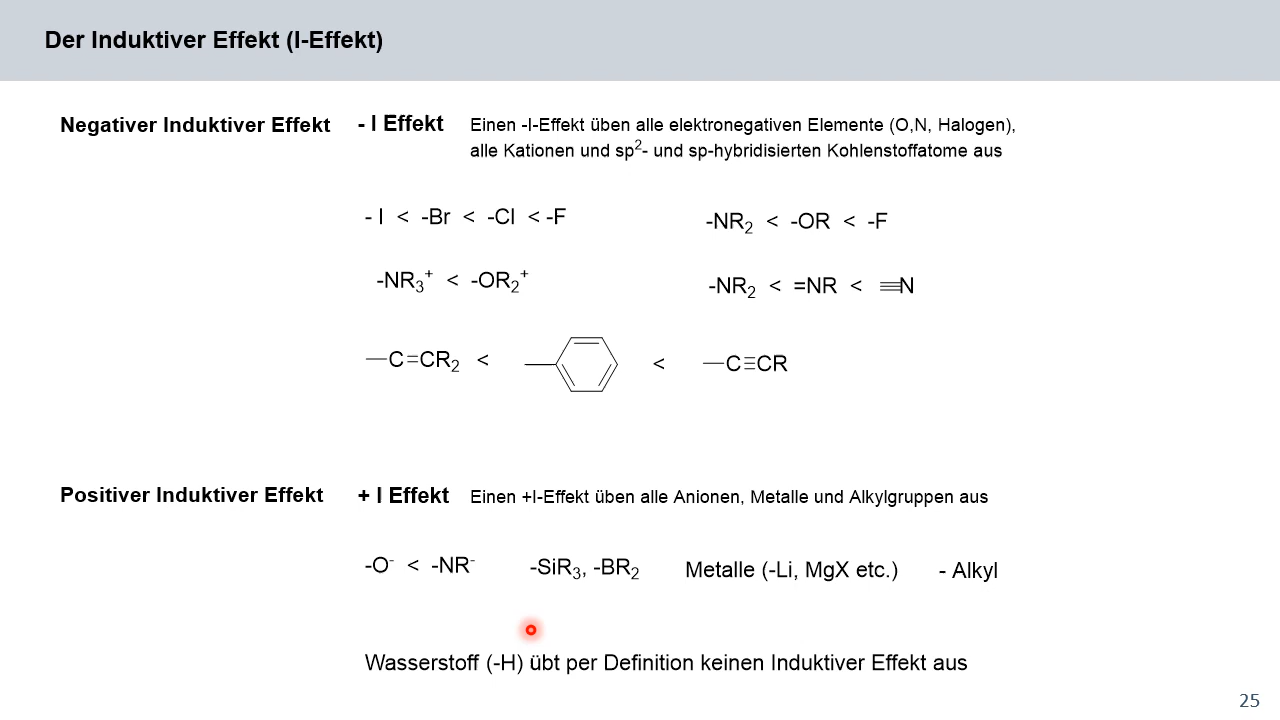 Der Induktiver Effekt (I-Effekt)
Negativer Induktiver Effekt - I Effekt Einen -I-Effekt üben alle elektronegativen Elemente (O,N, Halogen),
alle Kationen und sp²- und sp-hybridisierten Kohlenstoffatome aus
- I < -Br < -Cl < -F
-NR₂ < -OR < -F
-NR₃⁺ < -OR₂⁺
-NR₂ < =NR < ≡N
—C=CR₂ < < —C≡CR
Positiver Induktiver Effekt + I Effekt Einen +I-Effekt üben alle Anionen, Metalle und Alkylgruppen aus
-O⁻ < -NR⁻ -SiR₃, -BR₂ Metalle (-Li, MgX etc.) - Alkyl
Wasserstoff (-H) übt per Definition keinen Induktiver Effekt aus
25